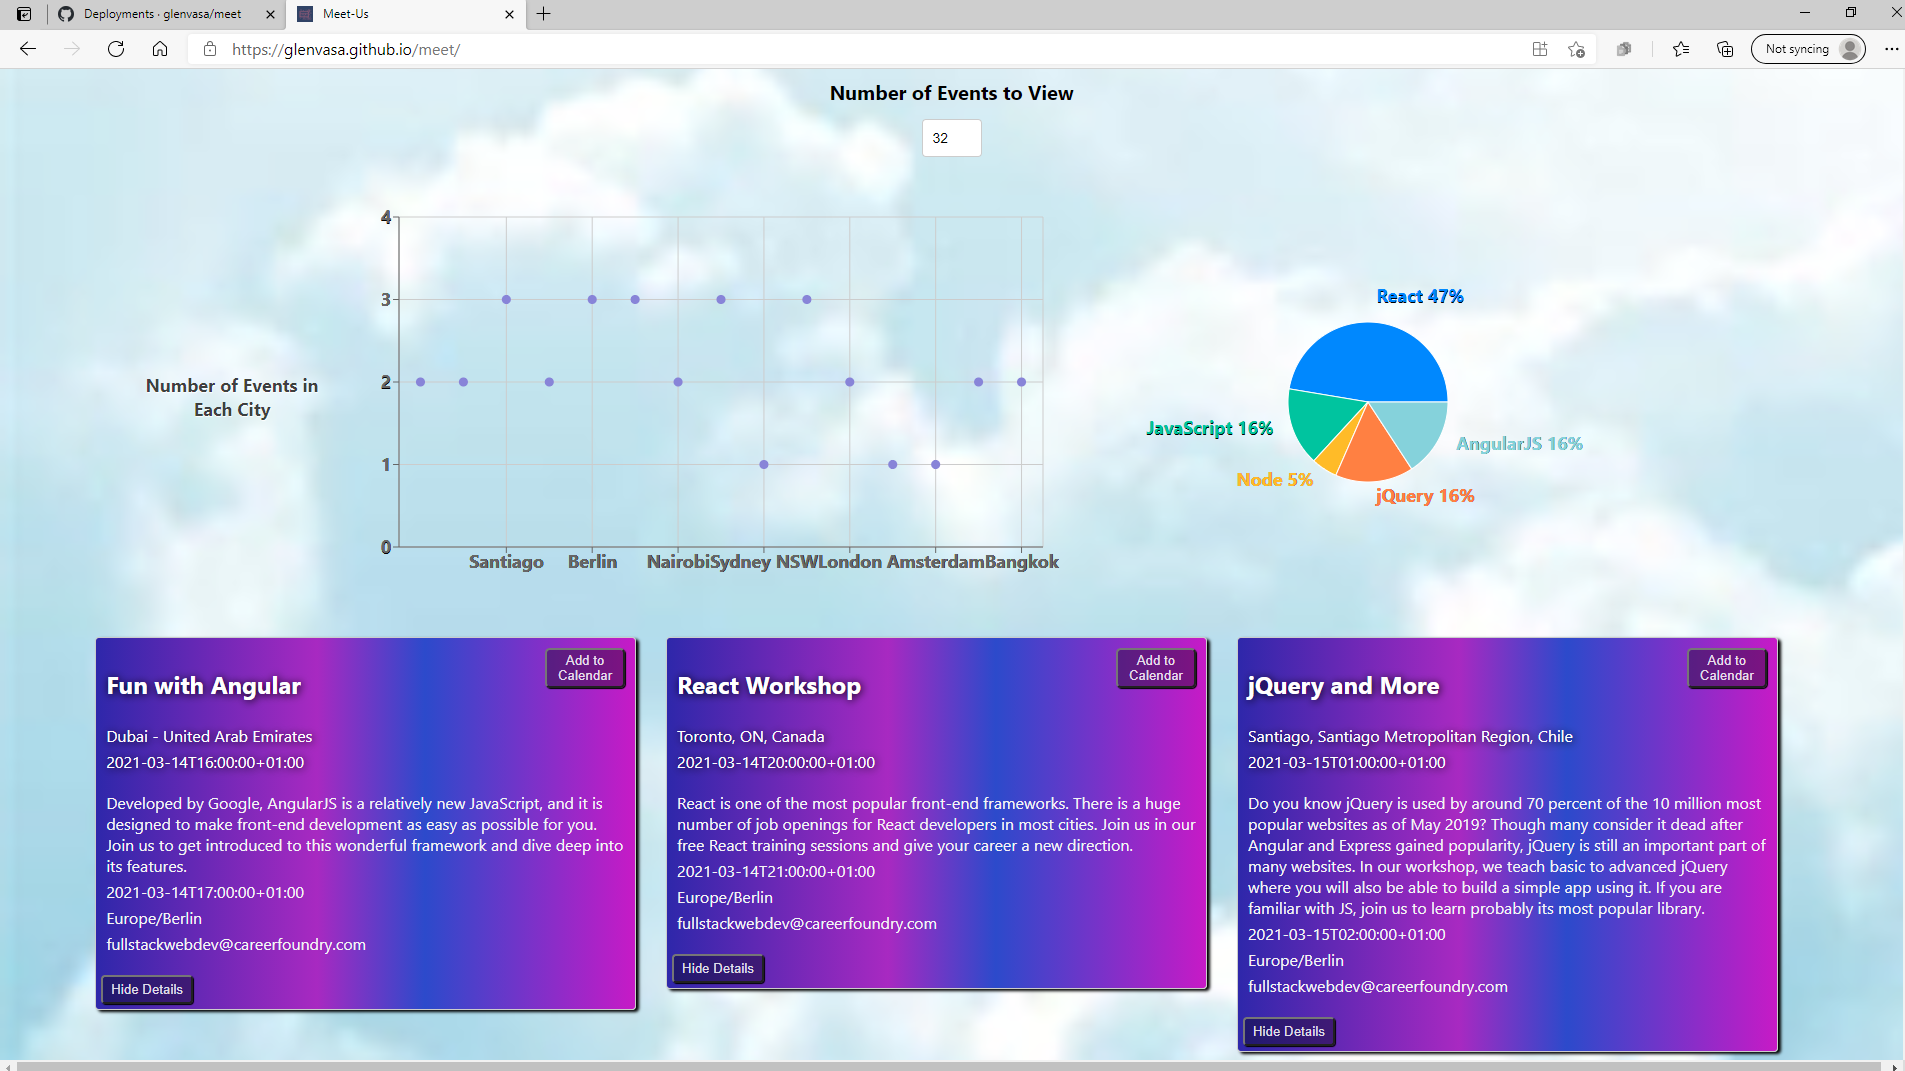 Deployments · glenvasa/meet
Meet-Us
https://glenvasa.github.io/meet/
Not syncing
Number of Events to View
32
4
3
2
1
0
Number of Events in
Each City
Santiago
Berlin
Nairobi
Sydney NSW
London
Amsterdam
Bangkok
React 47%
JavaScript 16%
AngularJS 16%
Node 5%
jQuery 16%
Add to
Calendar
Fun with Angular
Dubai - United Arab Emirates
2021-03-14T16:00:00+01:00
Developed by Google, AngularJS is a relatively new JavaScript, and it is
designed to make front-end development as easy as possible for you.
Join us to get introduced to this wonderful framework and dive deep into
its features.
2021-03-14T17:00:00+01:00
Europe/Berlin
fullstackwebdev@careerfoundry.com
Hide Details
Add to
Calendar
React Workshop
Toronto, ON, Canada
2021-03-14T20:00:00+01:00
React is one of the most popular front-end frameworks. There is a huge
number of job openings for React developers in most cities. Join us in our
free React training sessions and give your career a new direction.
2021-03-14T21:00:00+01:00
Europe/Berlin
fullstackwebdev@careerfoundry.com
Hide Details
Add to
Calendar
jQuery and More
Santiago, Santiago Metropolitan Region, Chile
2021-03-15T01:00:00+01:00
Do you know jQuery is used by around 70 percent of the 10 million most
popular websites as of May 2019? Though many consider it dead after
Angular and Express gained popularity, jQuery is still an important part of
many websites. In our workshop, we teach basic to advanced jQuery
where you will also be able to build a simple app using it. If you are
familiar with JS, join us to learn probably its most popular library.
2021-03-15T02:00:00+01:00
Europe/Berlin
fullstackwebdev@careerfoundry.com
Hide Details